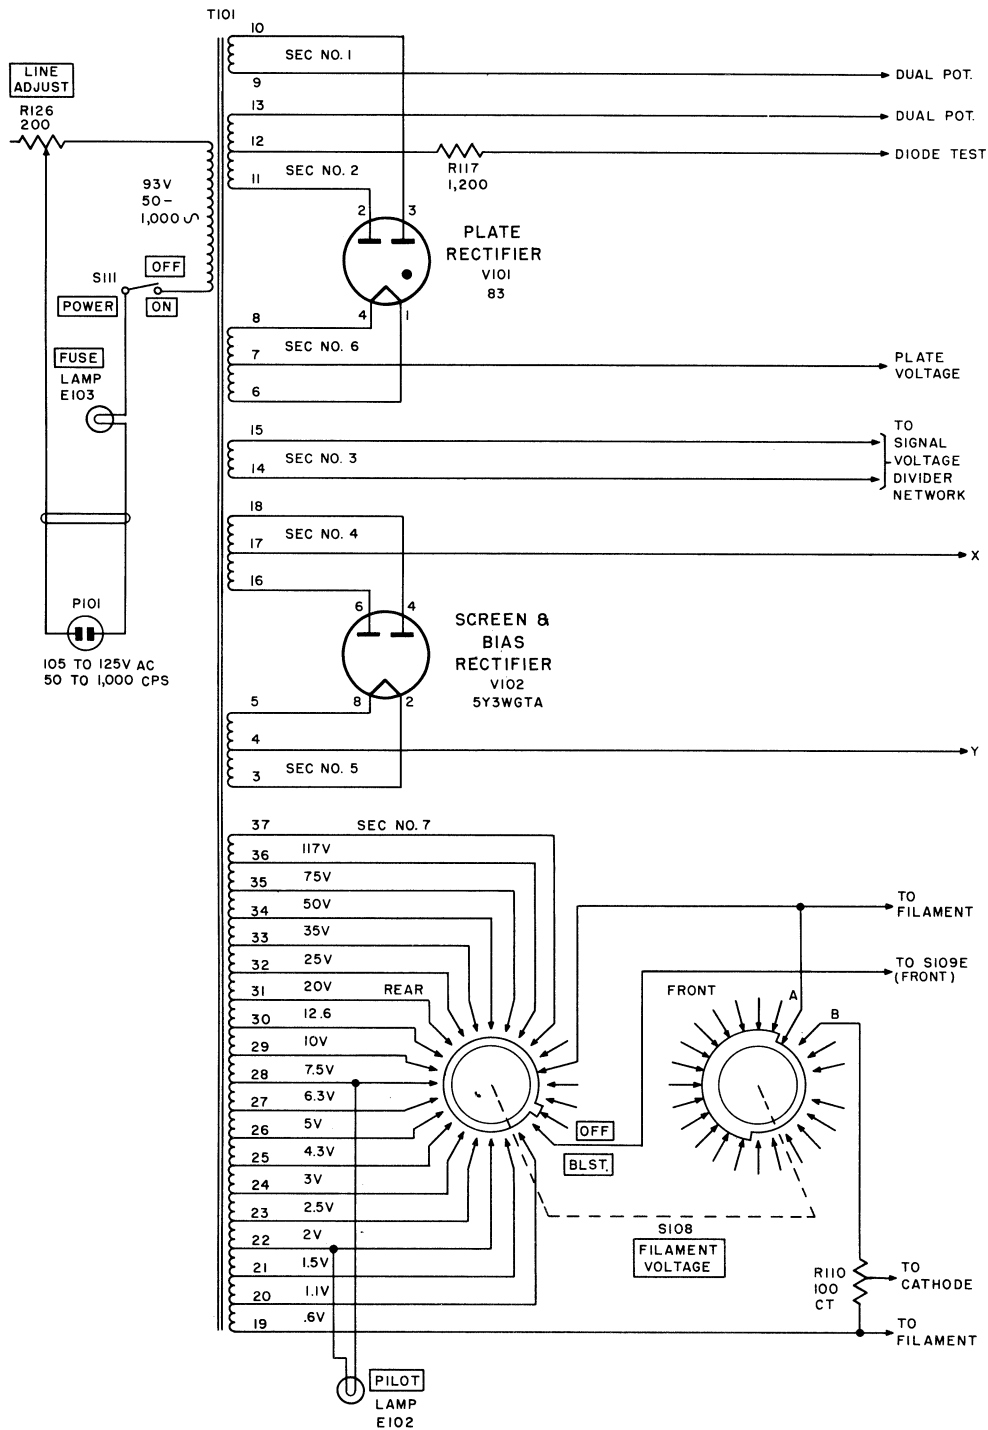 T101
10
SEC NO. 1
9
DUAL POT.
LINE
ADJUST
R126
200
13
DUAL POT.
12
DIODE TEST
R117
1,200
SEC NO. 2
11
93V
50-
1,000 ∿
2
3
PLATE
RECTIFIER
V101
83
4
1
S111
OFF
POWER
ON
8
SEC NO. 6
7
PLATE
VOLTAGE
6
FUSE
LAMP
E103
15
SEC NO. 3
14
TO
SIGNAL
VOLTAGE
DIVIDER
NETWORK
18
SEC NO. 4
17
X
16
6
4
SCREEN &
BIAS
RECTIFIER
V102
5Y3WGTA
8
2
P101
105 TO 125V AC
50 TO 1,000 CPS
5
4
Y
SEC NO. 5
3
37
SEC NO. 7
117V
36
75V
35
50V
34
35V
33
25V
32
20V
31
12.6
30
10V
29
7.5V
28
6.3V
27
5V
26
4.3V
25
3V
24
2.5V
23
2V
22
1.5V
21
1.1V
20
.6V
19
REAR
TO
FILAMENT
TO S109E
(FRONT)
FRONT
A
B
OFF
BLST.
S108
FILAMENT
VOLTAGE
R110
100
CT
TO
CATHODE
TO
FILAMENT
PILOT
LAMP
E102